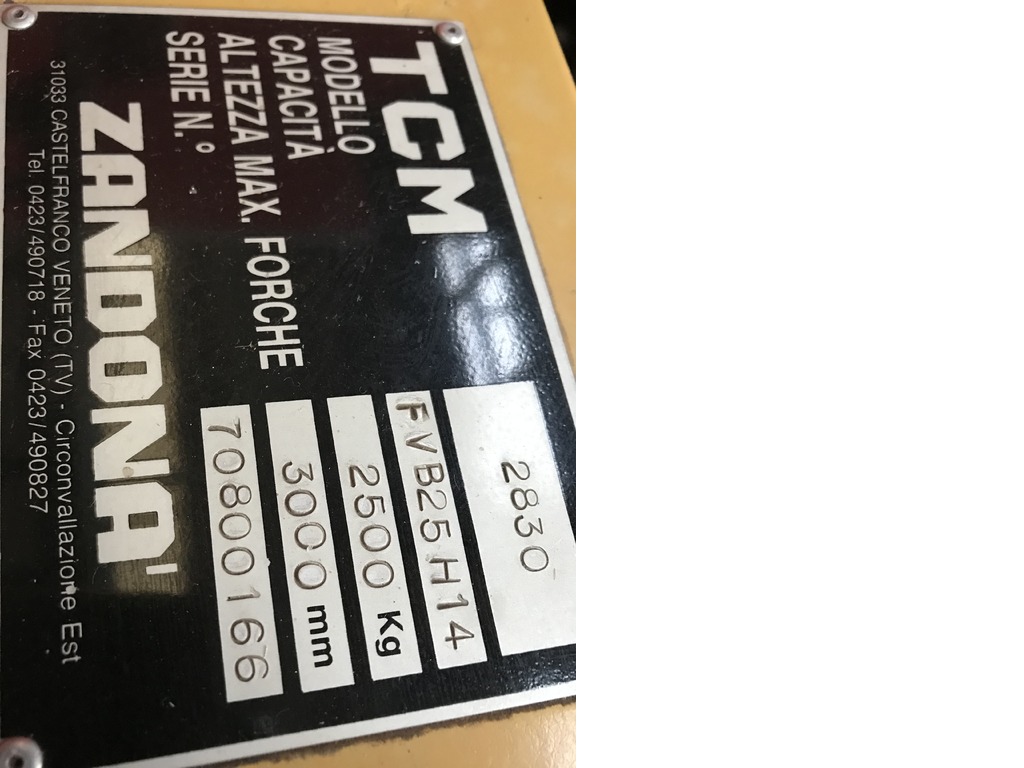 TCM 2830
MODELLO FVB25H14
CAPACITÀ 2500 Kg
ALTEZZA MAX. FORCHE 3000 mm
SERIE N.º 70800166
ZANDONA'
31033 CASTELFRANCO VENETO (TV) - Circonvallazione Est
Tel. 0423/490718 - Fax 0423/490827